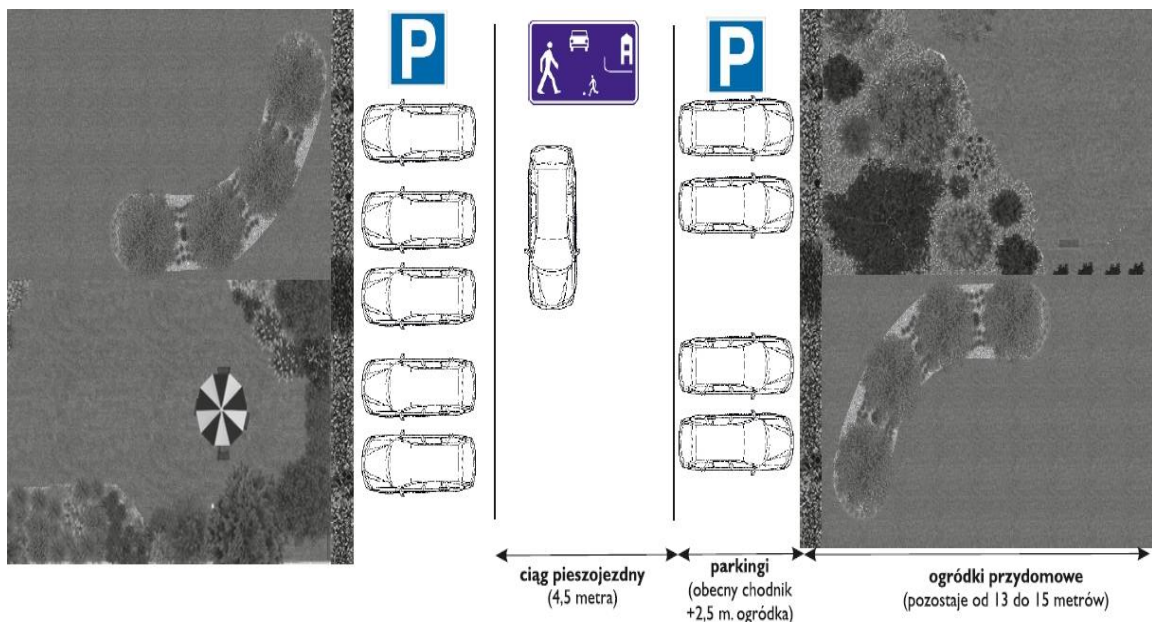 P
P
ciąg pieszojezdny
(4,5 metra)
parkingi
(obecny chodnik
+2,5 m. ogródka)
ogródki przydomowe
(pozostaje od 13 do 15 metrów)